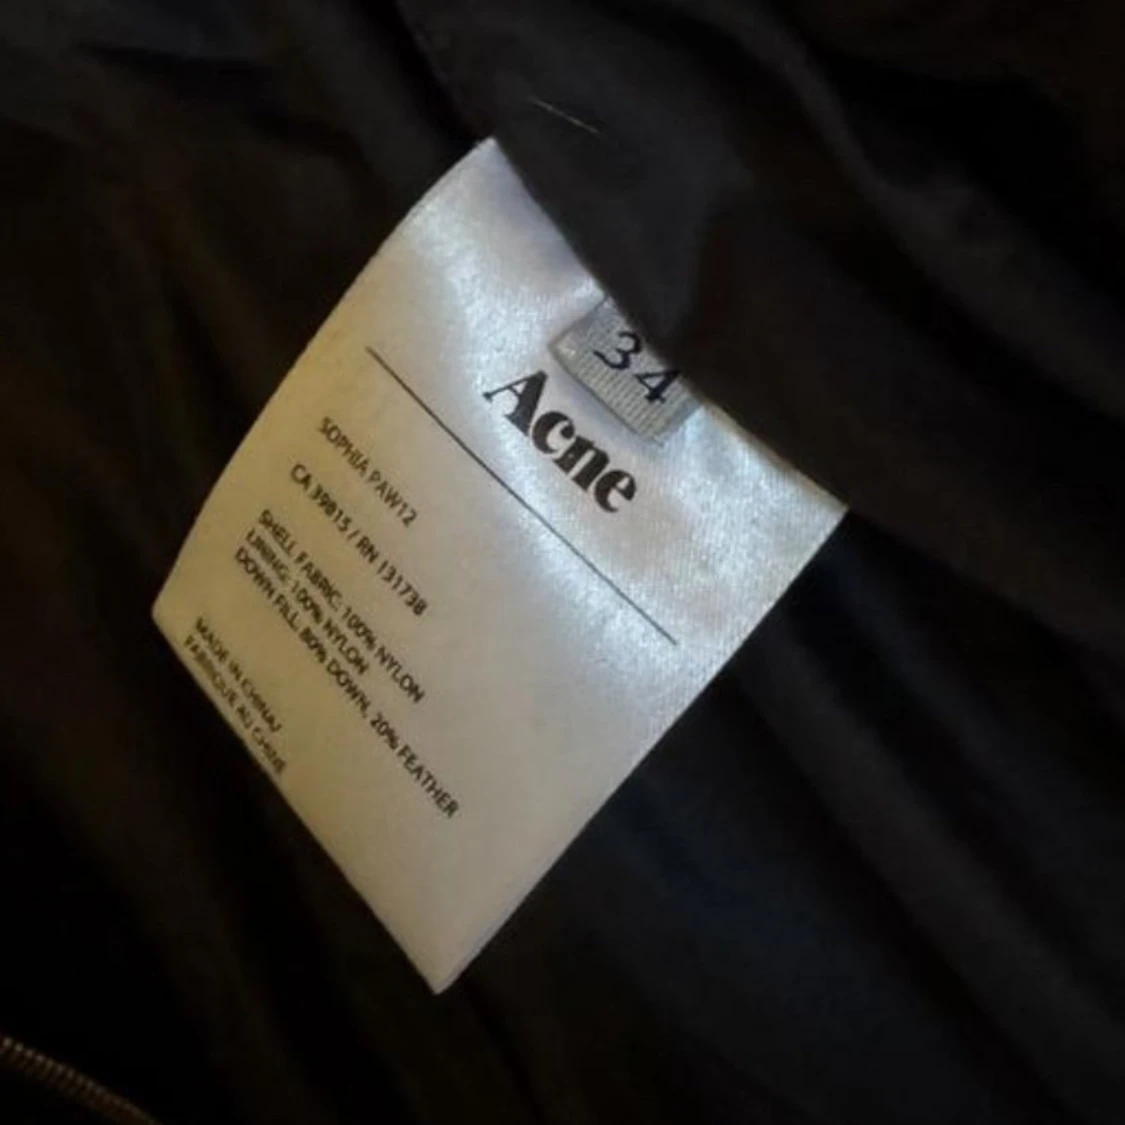 34
Acne
SOPHIA PAW12
CA 39815 / RN 131738
SHELL FABRIC: 100% NYLON
LINING: 100% NYLON
DOWN FILL: 80% DOWN, 20% FEATHER
MADE IN CHINA/
FABRIQUE AU CHINE